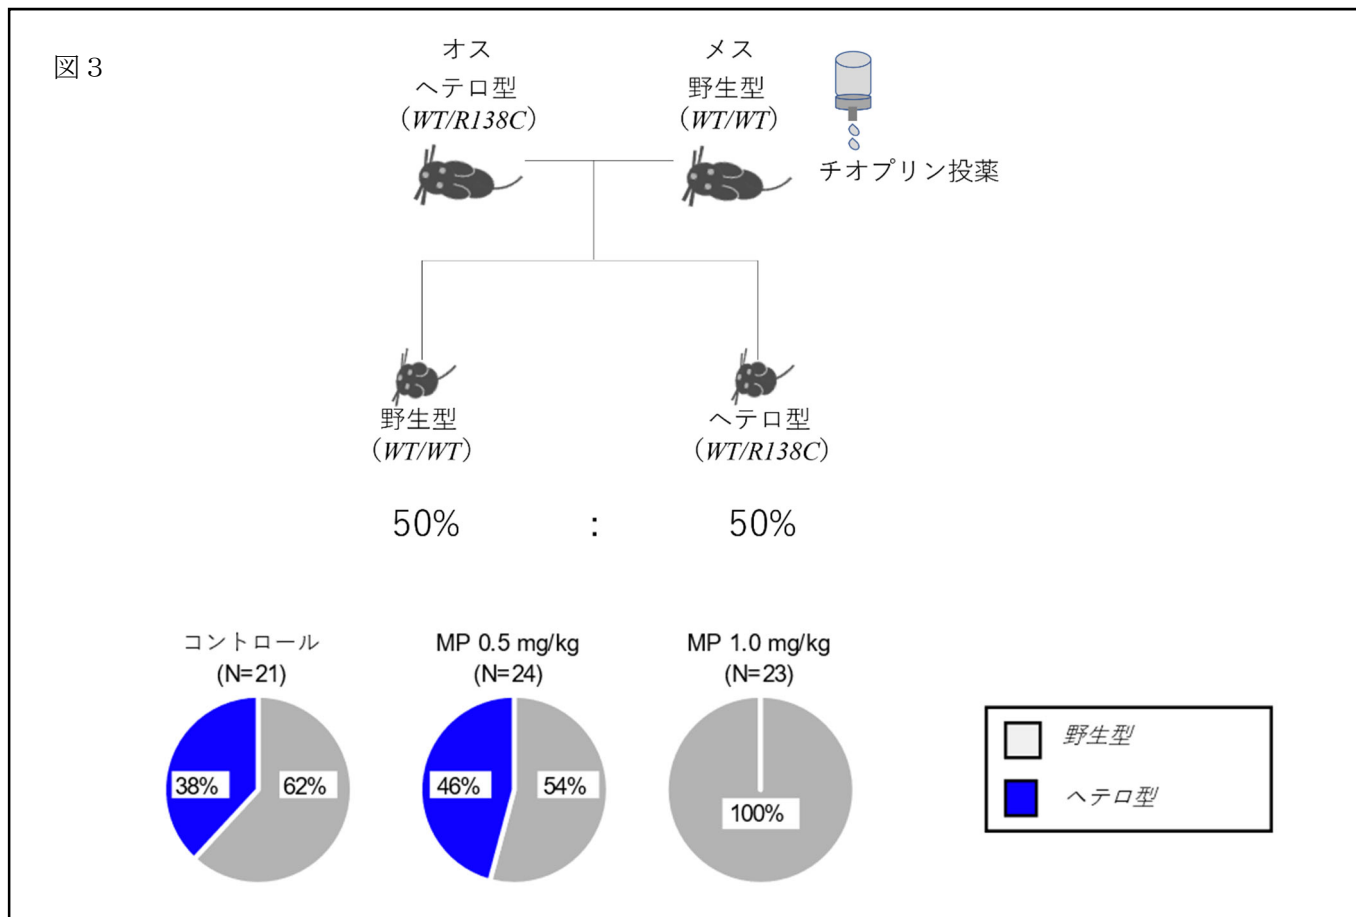 図3
オス
ヘテロ型
（WT/R138C）
メス
野生型
（WT/WT）
チオプリン投薬
野生型
（WT/WT）
ヘテロ型
（WT/R138C）
50% : 50%
コントロール
(N=21)
38%
62%
MP 0.5 mg/kg
(N=24)
46%
54%
MP 1.0 mg/kg
(N=23)
100%
野生型
ヘテロ型